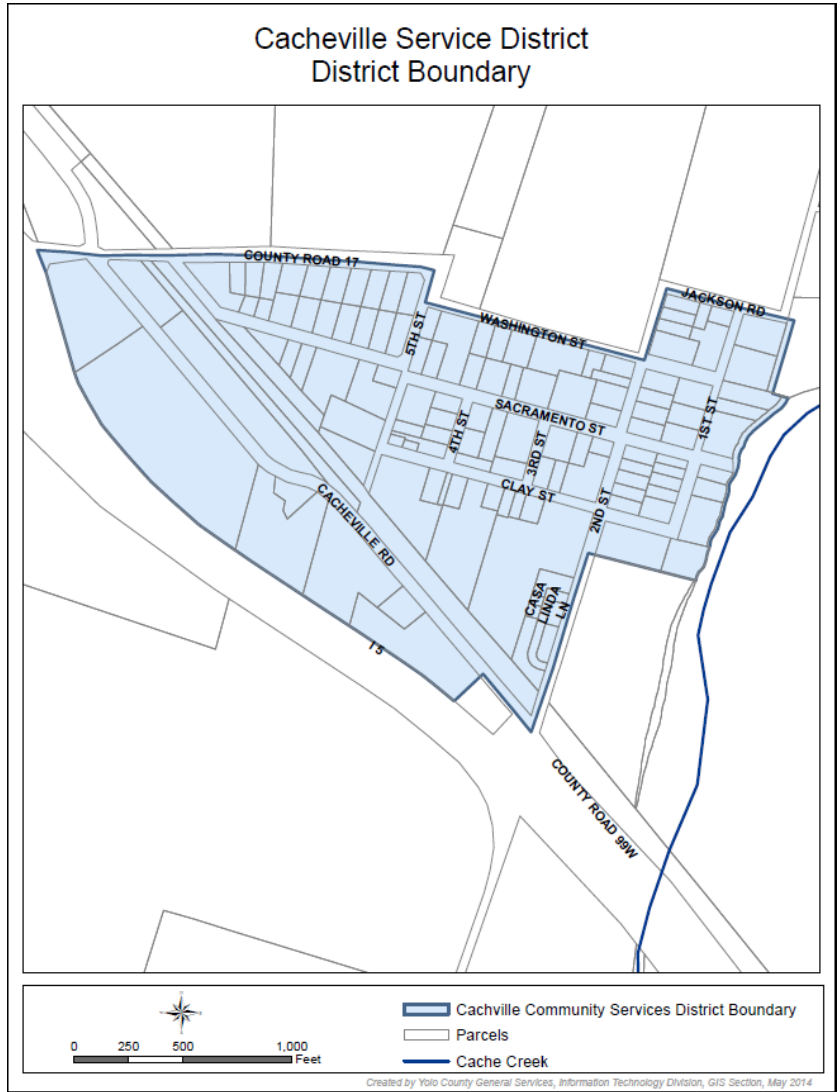 Cacheville Service District
District Boundary
COUNTY ROAD 17
JACKSON RD
WASHINGTON ST
5TH ST
SACRAMENTO ST
1ST ST
4TH ST
3RD ST
CLAY ST
2ND ST
CACHEVILLE RD
CASA
LINDA
LN
I 5
COUNTY ROAD 99W
0 250 500 1,000
Feet
Cachville Community Services District Boundary
Parcels
Cache Creek
Created by Yolo County General Services, Information Technology Division, GIS Section, May 2014